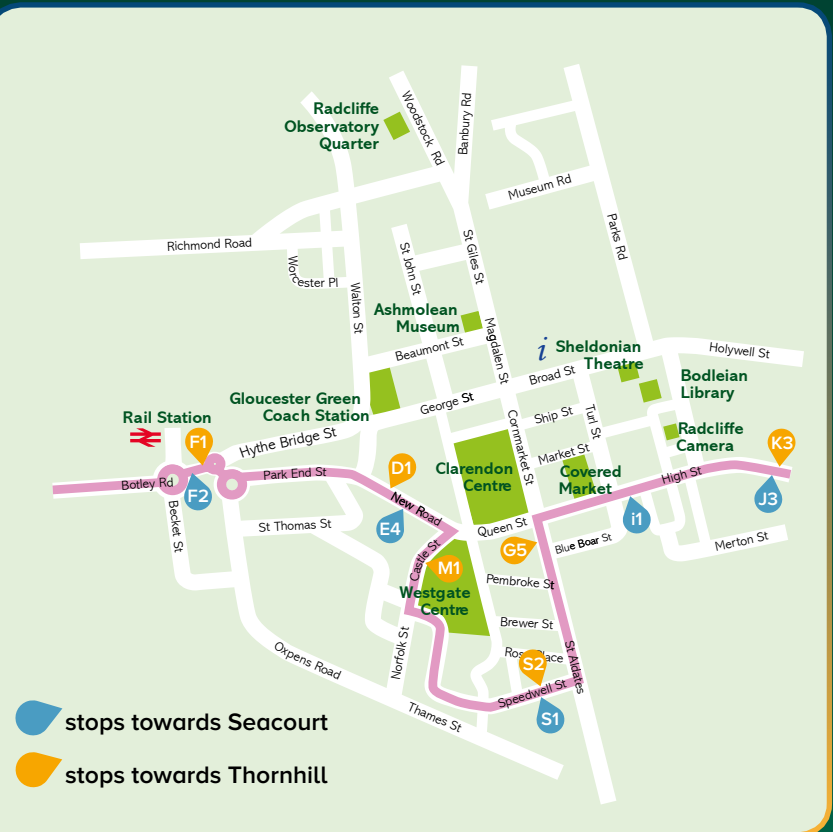 Radcliffe
Observatory
Quarter
Woodstock Rd
Banbury Rd
Museum Rd
Parks Rd
Richmond Road
Worcester Pl
Walton St
St John St
St Giles St
Ashmolean
Museum
Magdalen St
Beaumont St
i
Sheldonian
Theatre
Holywell St
Broad St
Bodleian
Library
Gloucester Green
Coach Station
George St
Rail Station
F1
Hythe Bridge St
Cornmarket St
Ship St
Turl St
Market St
Radcliffe
Camera
K3
Clarendon
Centre
Covered
Market
High St
D1
Park End St
Botley Rd
F2
New Road
J3
i1
Becket St
St Thomas St
E4
Queen St
G5
Blue Boar St
Merton St
Castle St
M1
Westgate
Centre
Pembroke St
Brewer St
Norfolk St
Place
St Aldates
S2
Oxpens Road
Speedwell St
Thames St
S1
stops towards Seacourt
stops towards Thornhill